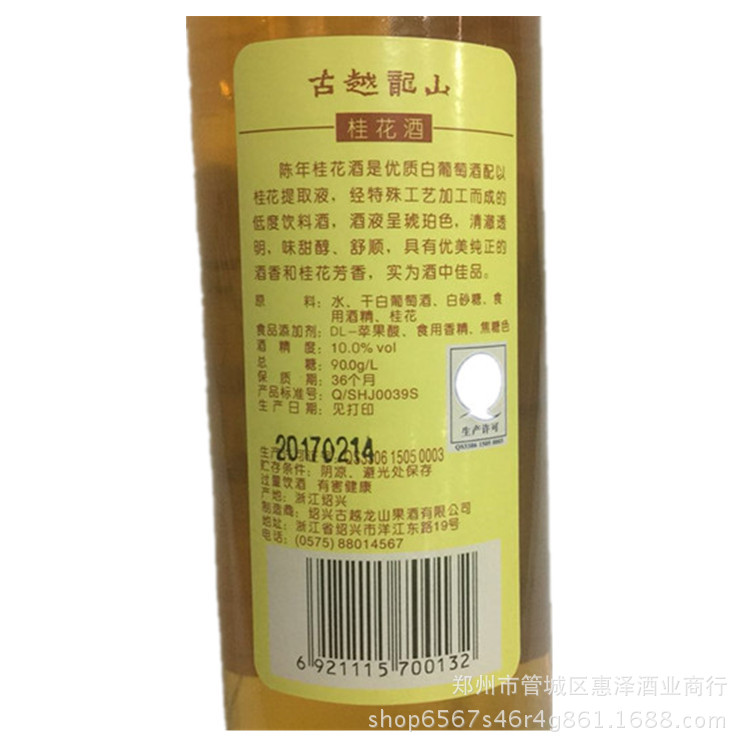 古越龍山
桂花酒
陈年桂花酒是优质白葡萄酒配以
桂花提取液，经特殊工艺加工而成的
低度饮料酒，酒液呈琥珀色，清澈透
明，味甜醇、舒顺，具有优美纯正的
酒香和桂花芳香，实为酒中佳品。
原 料：水、干白葡萄酒、白砂糖、食
用酒精、桂花
食品添加剂：DL-苹果酸、食用香精、焦糖色
酒 精 度：10.0% vol
总 糖：90.0g/L
保 质 期：36个月
产品标准号：Q/SHJ0039S
生 产 日 期：见打印
生产许可
QS3306 1505 0003
20170214
QS3306 1505 0003
贮存条件：阴凉、避光处保存
过量饮酒 有害健康
产地：浙江绍兴
制造商：绍兴古越龙山果酒有限公司
地址：浙江省绍兴市洋江东路19号
电话：(0575) 88014567
6 921115 700132
郑州市管城区惠泽酒业商行
shop6567s46r4g861.1688.com